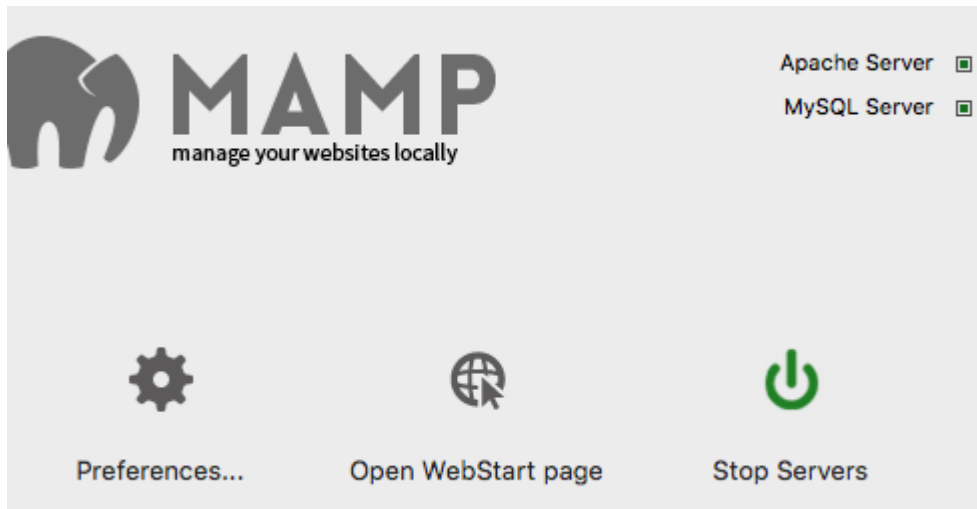 MAMP
manage your websites locally
Apache Server
MySQL Server
Preferences...
Open WebStart page
Stop Servers